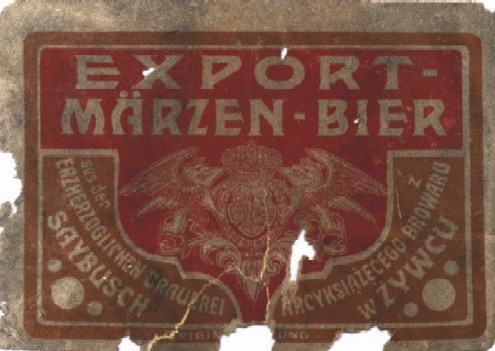 EXPORT-
MÄRZEN-BIER
aus der
ERZHERZOGLICHEN BRAUEREI
SAYBUSCH
Z
ARCYKSIĄŻĘCEGO BROWARU
W ŻYWCU